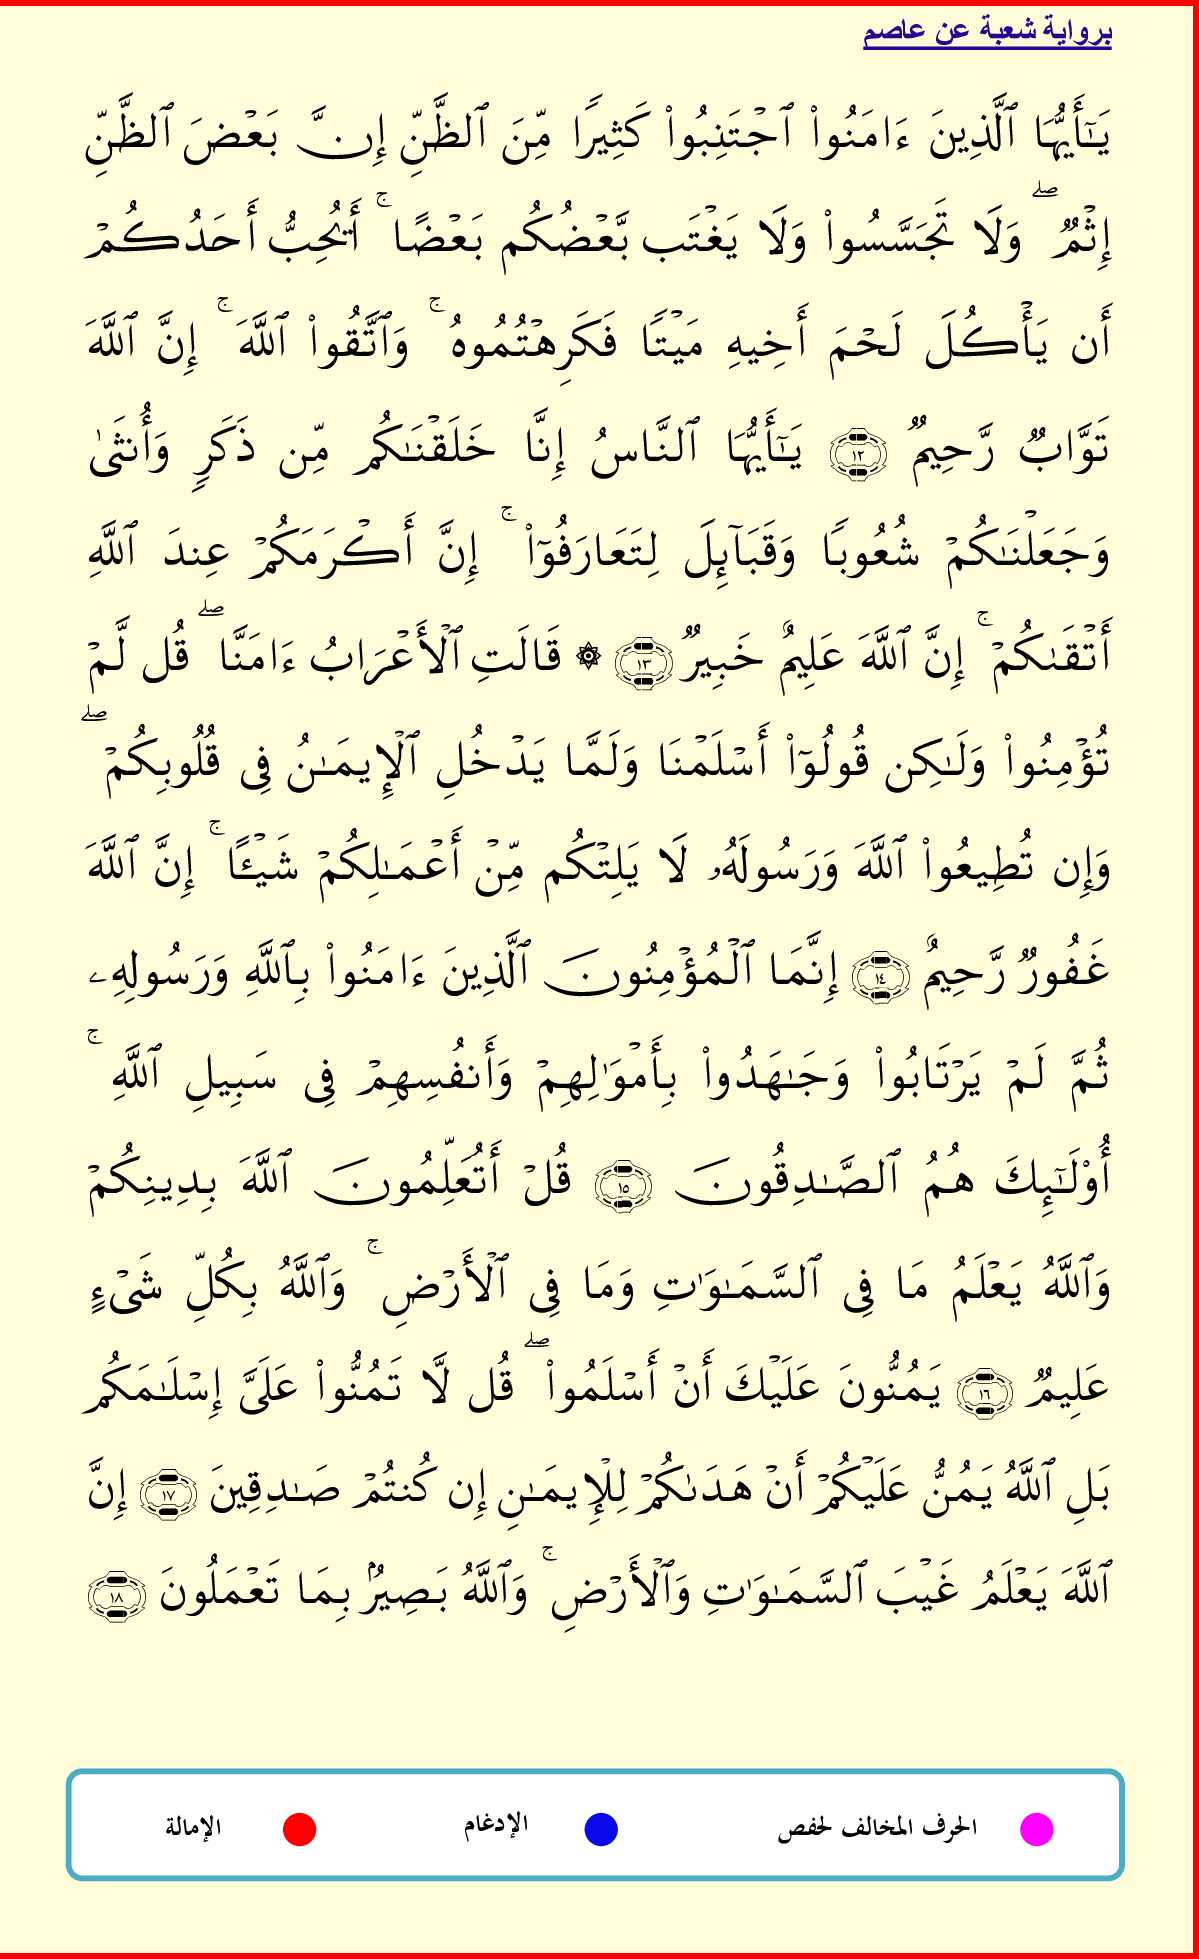 برواية شعبة عن عاصم
يَـٰٓأَيُّهَا ٱلَّذِينَ ءَامَنُوا۟ ٱجْتَنِبُوا۟ كَثِيرًا مِّنَ ٱلظَّنِّ إِنَّ بَعْضَ ٱلظَّنِّ
إِثْمٌ ۖ وَلَا تَجَسَّسُوا۟ وَلَا يَغْتَب بَّعْضُكُم بَعْضًا ۚ أَيُحِبُّ أَحَدُكُمْ
أَن يَأْكُلَ لَحْمَ أَخِيهِ مَيْتًا فَكَرِهْتُمُوهُ ۚ وَٱتَّقُوا۟ ٱللَّهَ ۚ إِنَّ ٱللَّهَ
تَوَّابٌ رَّحِيمٌ ١٢ يَـٰٓأَيُّهَا ٱلنَّاسُ إِنَّا خَلَقْنَـٰكُم مِّن ذَكَرٍ وَأُنثَىٰ
وَجَعَلْنَـٰكُمْ شُعُوبًا وَقَبَآئِلَ لِتَعَارَفُوٓا۟ ۚ إِنَّ أَكْرَمَكُمْ عِندَ ٱللَّهِ
أَتْقَىٰكُمْ ۚ إِنَّ ٱللَّهَ عَلِيمٌ خَبِيرٌ ١٣ ۞ قَالَتِ ٱلْأَعْرَابُ ءَامَنَّا ۖ قُل لَّمْ
تُؤْمِنُوا۟ وَلَـٰكِن قُولُوٓا۟ أَسْلَمْنَا وَلَمَّا يَدْخُلِ ٱلْإِيمَـٰنُ فِى قُلُوبِكُمْ ۖ
وَإِن تُطِيعُوا۟ ٱللَّهَ وَرَسُولَهُۥ لَا يَلِتْكُم مِّنْ أَعْمَـٰلِكُمْ شَيْـًٔا ۚ إِنَّ ٱللَّهَ
غَفُورٌ رَّحِيمٌ ١٤ إِنَّمَا ٱلْمُؤْمِنُونَ ٱلَّذِينَ ءَامَنُوا۟ بِٱللَّهِ وَرَسُولِهِۦ
ثُمَّ لَمْ يَرْتَابُوا۟ وَجَـٰهَدُوا۟ بِأَمْوَٰلِهِمْ وَأَنفُسِهِمْ فِى سَبِيلِ ٱللَّهِ ۚ
أُو۟لَـٰٓئِكَ هُمُ ٱلصَّـٰدِقُونَ ١٥ قُلْ أَتُعَلِّمُونَ ٱللَّهَ بِدِينِكُمْ
وَٱللَّهُ يَعْلَمُ مَا فِى ٱلسَّمَـٰوَٰتِ وَمَا فِى ٱلْأَرْضِ ۚ وَٱللَّهُ بِكُلِّ شَىْءٍ
عَلِيمٌ ١٦ يَمُنُّونَ عَلَيْكَ أَنْ أَسْلَمُوا۟ ۖ قُل لَّا تَمُنُّوا۟ عَلَىَّ إِسْلَـٰمَكُم
بَلِ ٱللَّهُ يَمُنُّ عَلَيْكُمْ أَنْ هَدَىٰكُمْ لِلْإِيمَـٰنِ إِن كُنتُمْ صَـٰدِقِينَ ١٧ إِنَّ
ٱللَّهَ يَعْلَمُ غَيْبَ ٱلسَّمَـٰوَٰتِ وَٱلْأَرْضِ ۚ وَٱللَّهُ بَصِيرٌۢ بِمَا تَعْمَلُونَ ١٨
الحرف المخالف لحفص الإدغام الإمالة